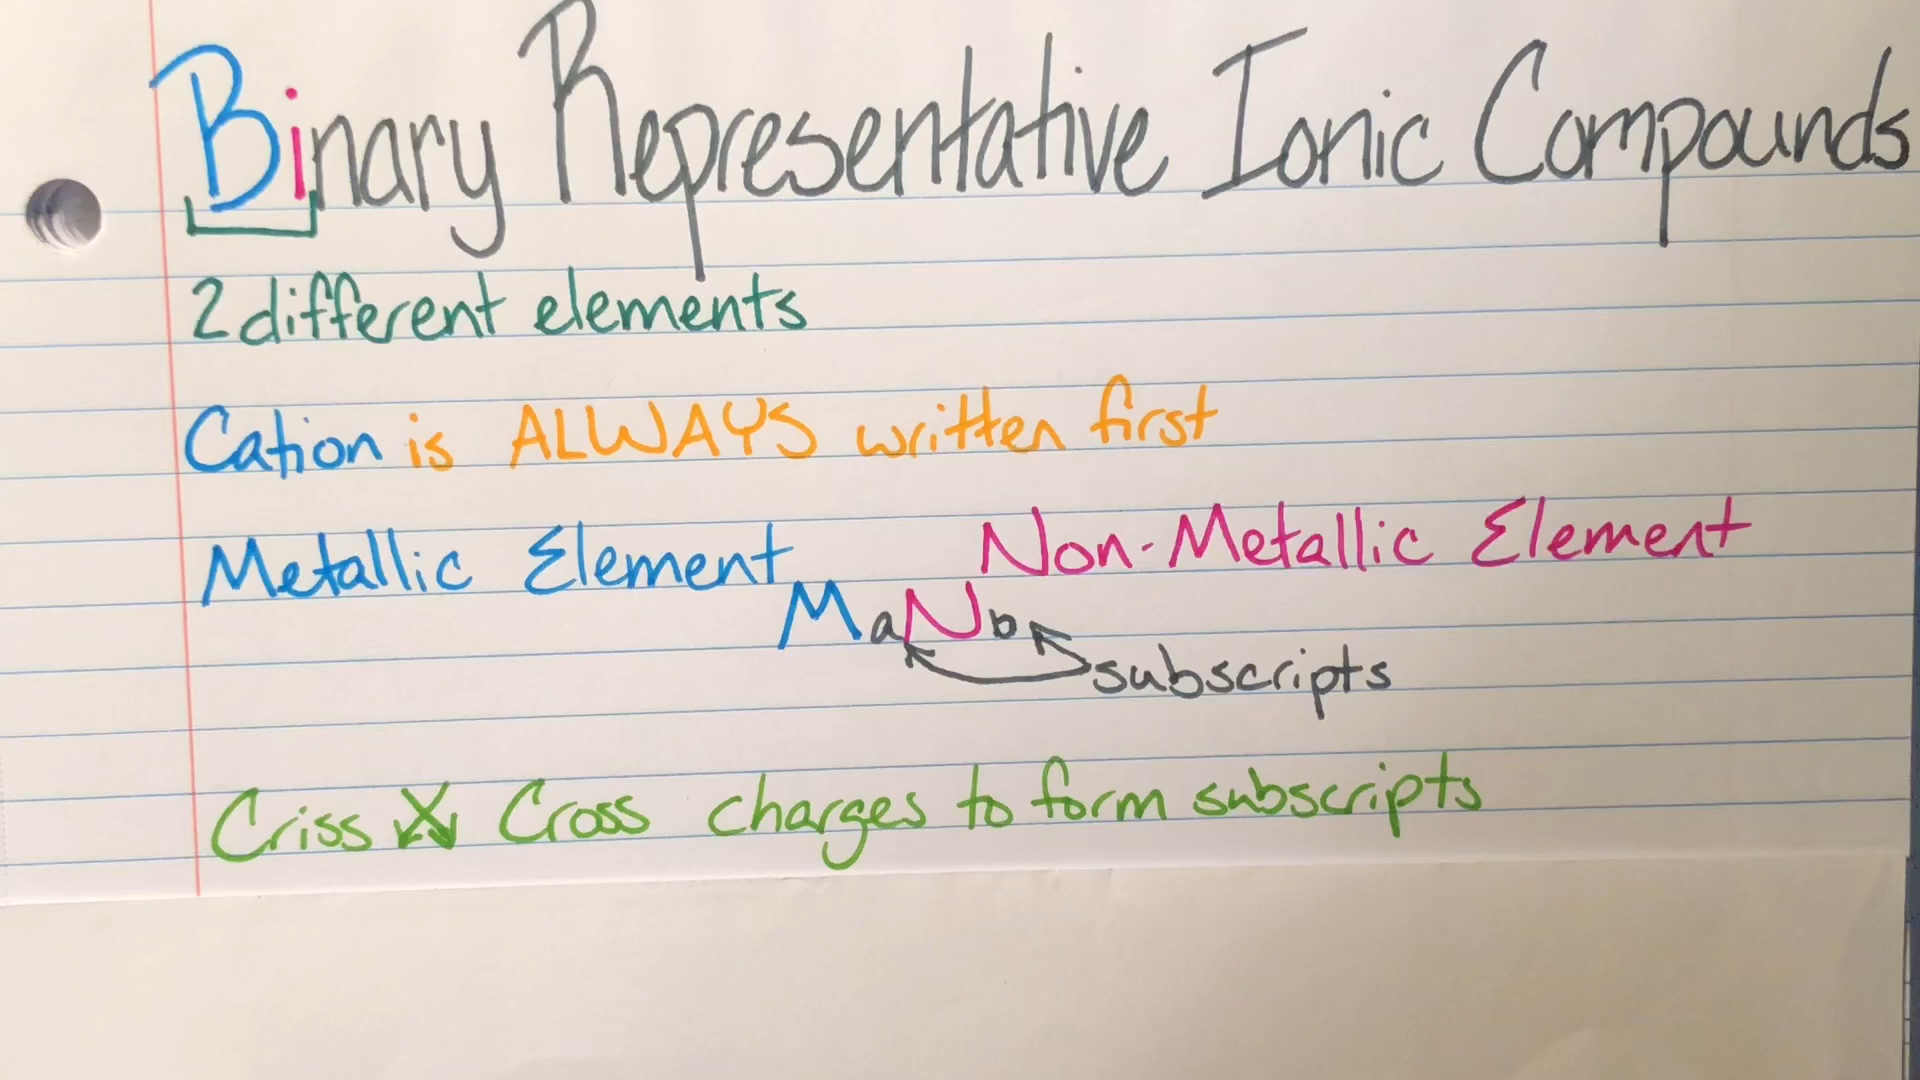 Binary Representative Ionic Compounds
2 different elements
Cation is ALWAYS written first
Metallic Element Non-Metallic Element
MaNb
subscripts
Criss X Cross charges to form subscripts